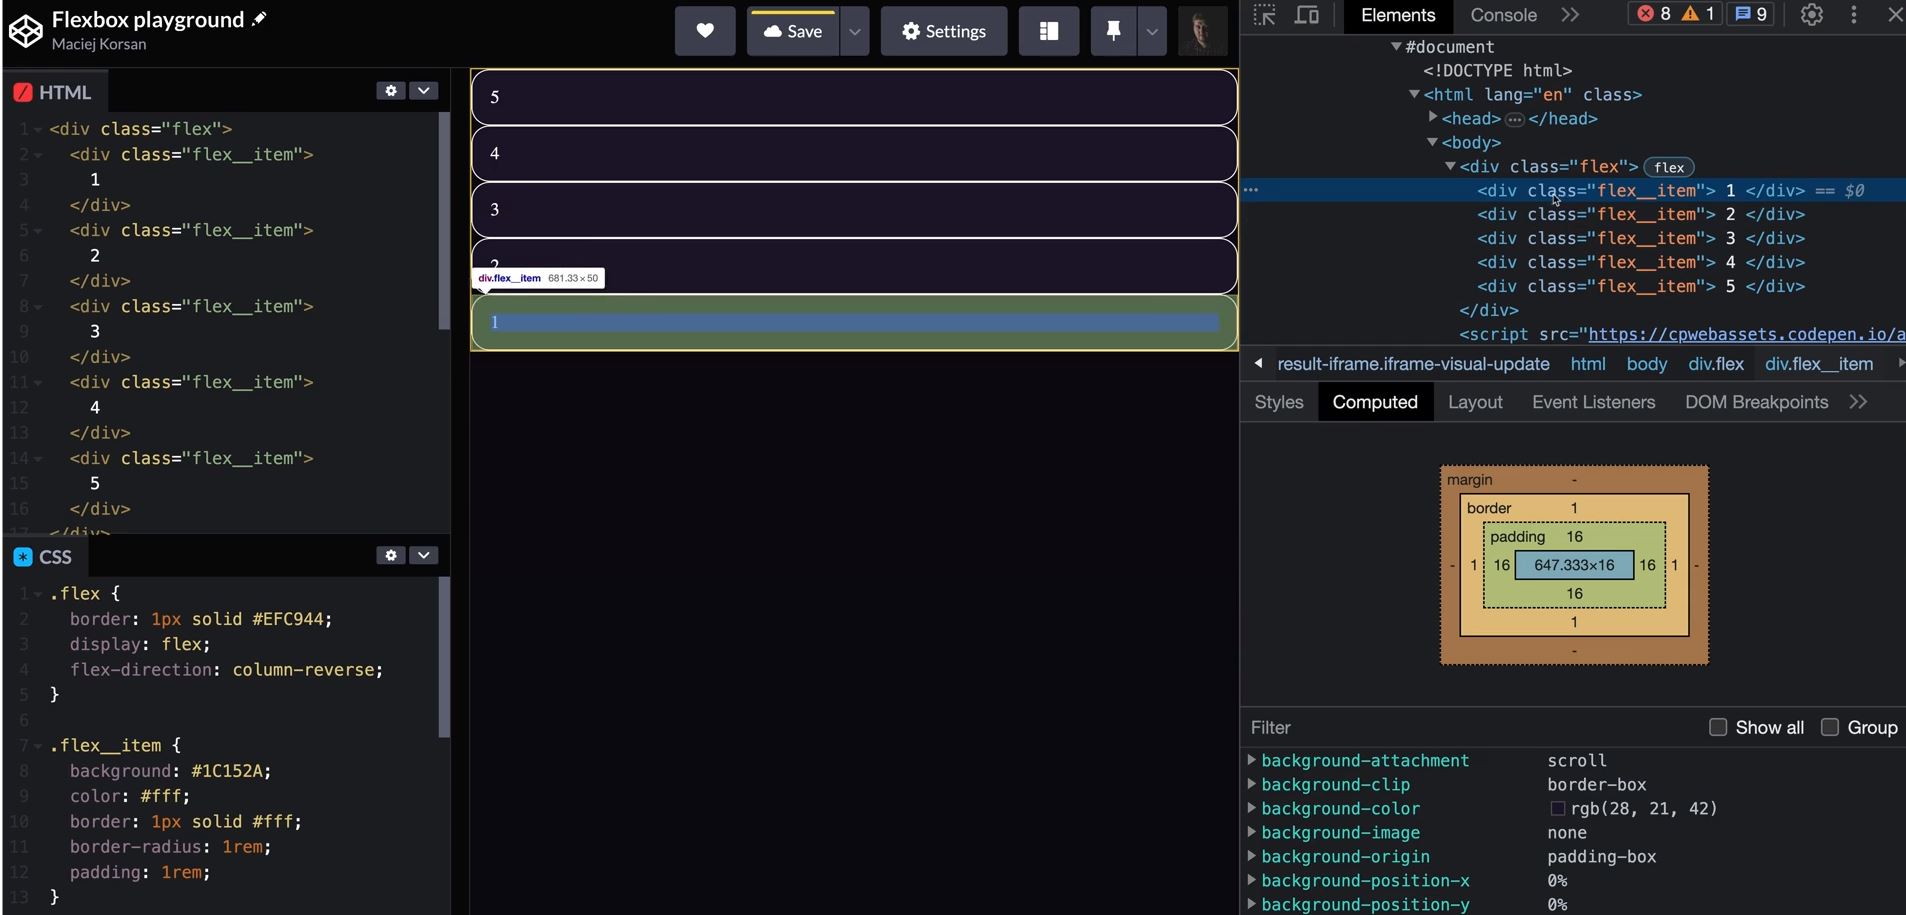 Flexbox playground
Maciej Korsan
Save
Settings
HTML
1 <div class="flex">
2 <div class="flex__item">
3 1
4 </div>
5 <div class="flex__item">
6 2
7 </div>
8 <div class="flex__item">
9 3
10 </div>
11 <div class="flex__item">
12 4
13 </div>
14 <div class="flex__item">
15 5
16 </div>
17 </div>
CSS
1 .flex {
2 border: 1px solid #EFC944;
3 display: flex;
4 flex-direction: column-reverse;
5 }
6
7 .flex__item {
8 background: #1C152A;
9 color: #fff;
10 border: 1px solid #fff;
11 border-radius: 1rem;
12 padding: 1rem;
13 }
5
4
3
2
div.flex__item 681.33×50
1
Elements Console 8 1 9
#document
<!DOCTYPE html>
<html lang="en" class>
<head> ••• </head>
<body>
<div class="flex"> flex
<div class="flex__item"> 1 </div> == $0
<div class="flex__item"> 2 </div>
<div class="flex__item"> 3 </div>
<div class="flex__item"> 4 </div>
<div class="flex__item"> 5 </div>
</div>
<script src="https://cpwebassets.codepen.io/a
result-iframe.iframe-visual-update html body div.flex div.flex__item
Styles Computed Layout Event Listeners DOM Breakpoints
margin -
border 1
padding 16
- 1 16 647.333×16 16 1 -
16
1
-
Filter Show all Group
background-attachment scroll
background-clip border-box
background-color rgb(28, 21, 42)
background-image none
background-origin padding-box
background-position-x 0%
background-position-y 0%